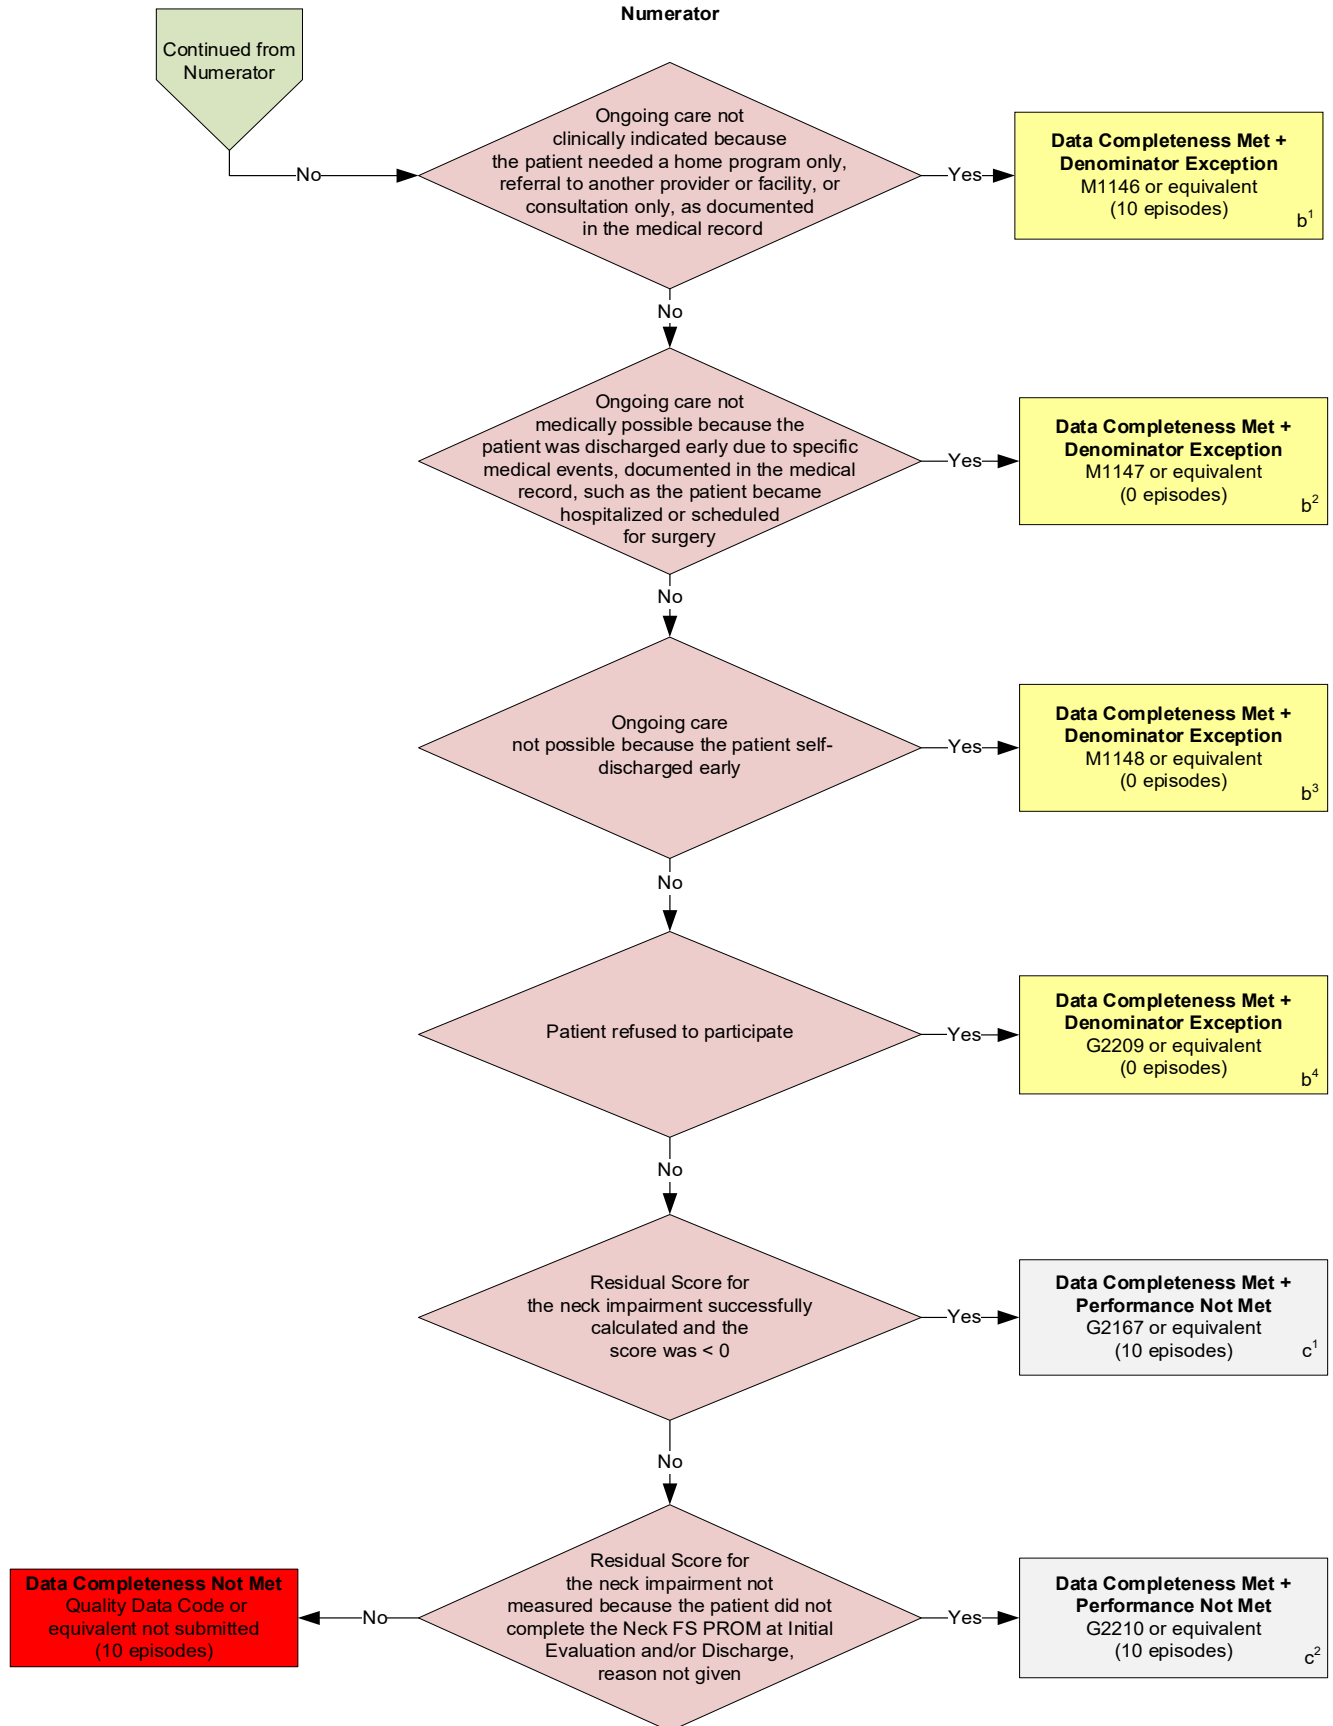 Numerator
Continued from
Numerator
No
Ongoing care not
clinically indicated because
the patient needed a home program only,
referral to another provider or facility, or
consultation only, as documented
in the medical record
Yes
Data Completeness Met +
Denominator Exception
M1146 or equivalent
(10 episodes)
b¹
No
Ongoing care not
medically possible because the
patient was discharged early due to specific
medical events, documented in the medical
record, such as the patient became
hospitalized or scheduled
for surgery
Yes
Data Completeness Met +
Denominator Exception
M1147 or equivalent
(0 episodes)
b²
No
Ongoing care
not possible because the patient self-
discharged early
Yes
Data Completeness Met +
Denominator Exception
M1148 or equivalent
(0 episodes)
b³
No
Patient refused to participate
Yes
Data Completeness Met +
Denominator Exception
G2209 or equivalent
(0 episodes)
b⁴
No
Residual Score for
the neck impairment successfully
calculated and the
score was < 0
Yes
Data Completeness Met +
Performance Not Met
G2167 or equivalent
(10 episodes)
c¹
No
Residual Score for
the neck impairment not
measured because the patient did not
complete the Neck FS PROM at Initial
Evaluation and/or Discharge,
reason not given
Yes
Data Completeness Met +
Performance Not Met
G2210 or equivalent
(10 episodes)
c²
No
Data Completeness Not Met
Quality Data Code or
equivalent not submitted
(10 episodes)